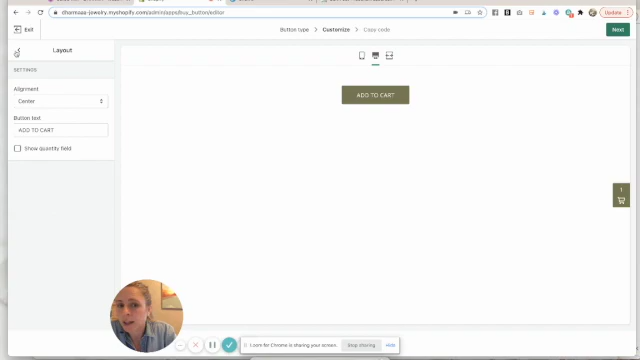 dharmaaa-jewelry.myshopify.com/admin/apps/buy_button/editor
Update
Exit
Button type
Customize
Copy code
Next
Layout
SETTINGS
Alignment
Center
Button text
ADD TO CART
Show quantity field
ADD TO CART
1
Loom for Chrome is sharing your screen.
Stop sharing
Hide